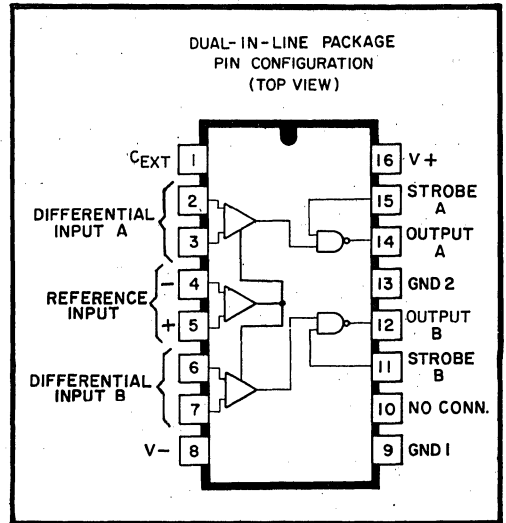 DUAL-IN-LINE PACKAGE
PIN CONFIGURATION
(TOP VIEW)
CEXT 1
2
DIFFERENTIAL
INPUT A
3
- 4
REFERENCE
INPUT
+ 5
6
DIFFERENTIAL
INPUT B
7
V- 8
16 V+
15 STROBE
A
14 OUTPUT
A
13 GND 2
12 OUTPUT
B
11 STROBE
B
10 NO CONN.
9 GND 1